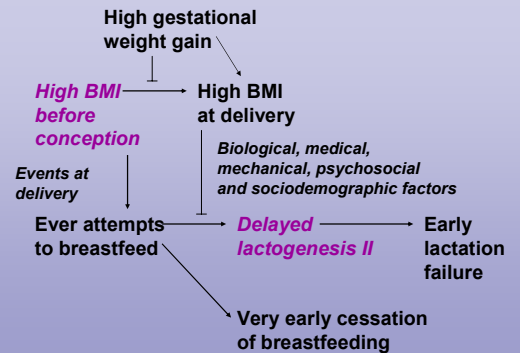 High gestational
weight gain
High BMI
before
conception
High BMI
at delivery
Biological, medical,
mechanical, psychosocial
and sociodemographic factors
Events at
delivery
Ever attempts
to breastfeed
Delayed
lactogenesis II
Early
lactation
failure
Very early cessation
of breastfeeding